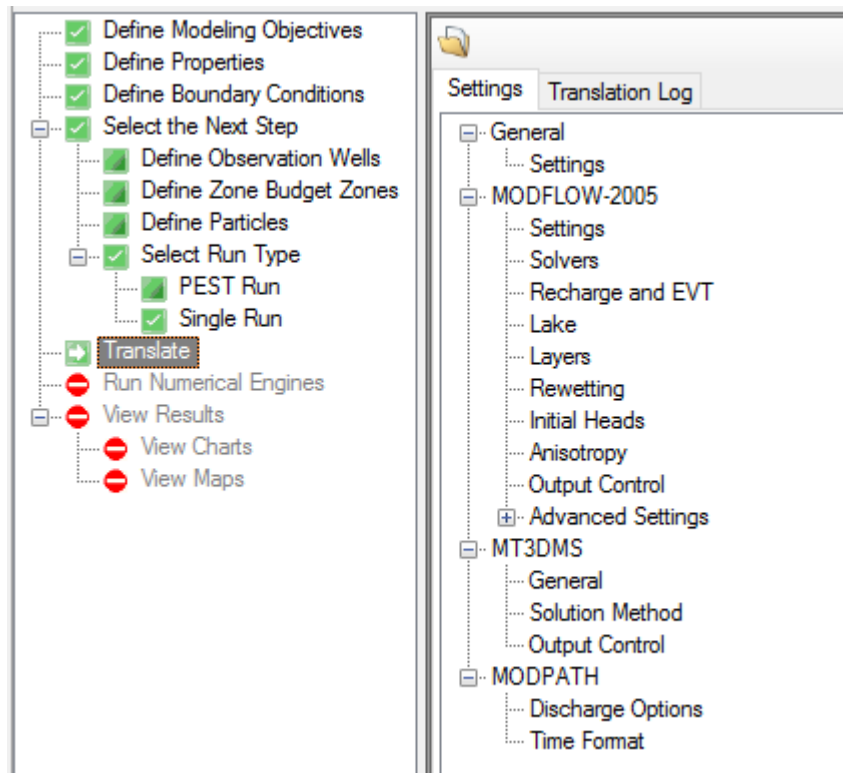 Define Modeling Objectives
Define Properties
Define Boundary Conditions
Select the Next Step
Define Observation Wells
Define Zone Budget Zones
Define Particles
Select Run Type
PEST Run
Single Run
Translate
Run Numerical Engines
View Results
View Charts
View Maps
Settings Translation Log
General
Settings
MODFLOW-2005
Settings
Solvers
Recharge and EVT
Lake
Layers
Rewetting
Initial Heads
Anisotropy
Output Control
Advanced Settings
MT3DMS
General
Solution Method
Output Control
MODPATH
Discharge Options
Time Format